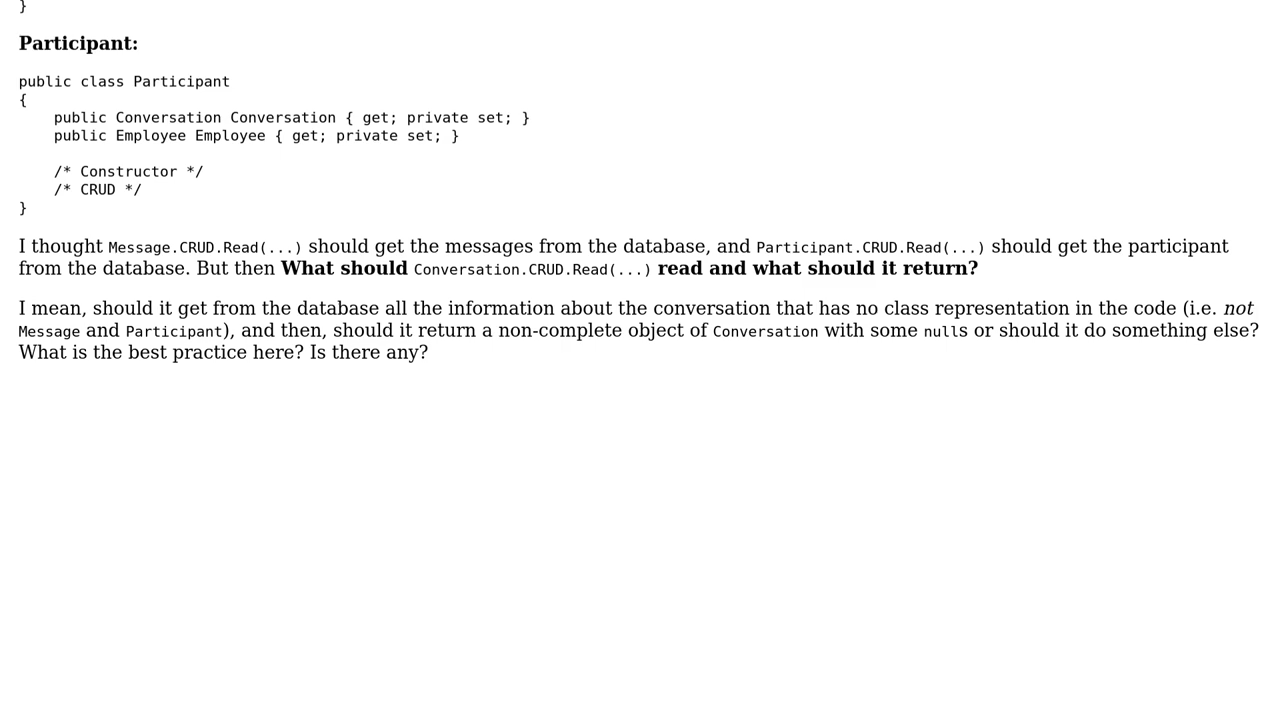 }
Participant:
public class Participant
{
    public Conversation Conversation { get; private set; }
    public Employee Employee { get; private set; }
    /* Constructor */
    /* CRUD */
}
I thought Message.CRUD.Read(...) should get the messages from the database, and Participant.CRUD.Read(...) should get the participant
from the database. But then What should Conversation.CRUD.Read(...) read and what should it return?
I mean, should it get from the database all the information about the conversation that has no class representation in the code (i.e. not
Message and Participant), and then, should it return a non-complete object of Conversation with some nulls or should it do something else?
What is the best practice here? Is there any?